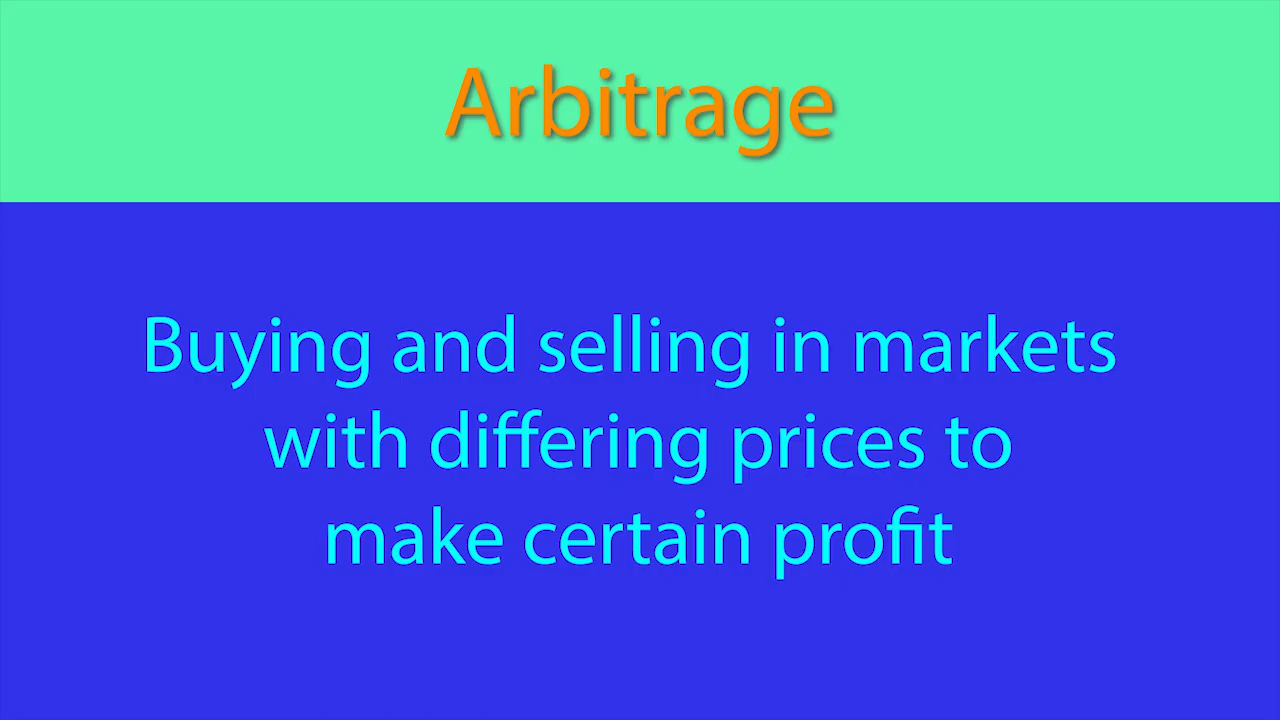 Arbitrage
Buying and selling in markets
with differing prices to
make certain profit